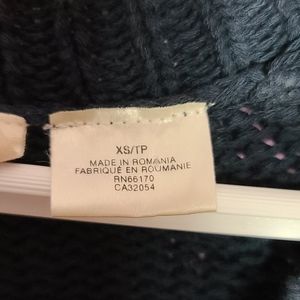 XS/TP
MADE IN ROMANIA
FABRIQUÉ EN ROUMANIE
RN66170
CA32054